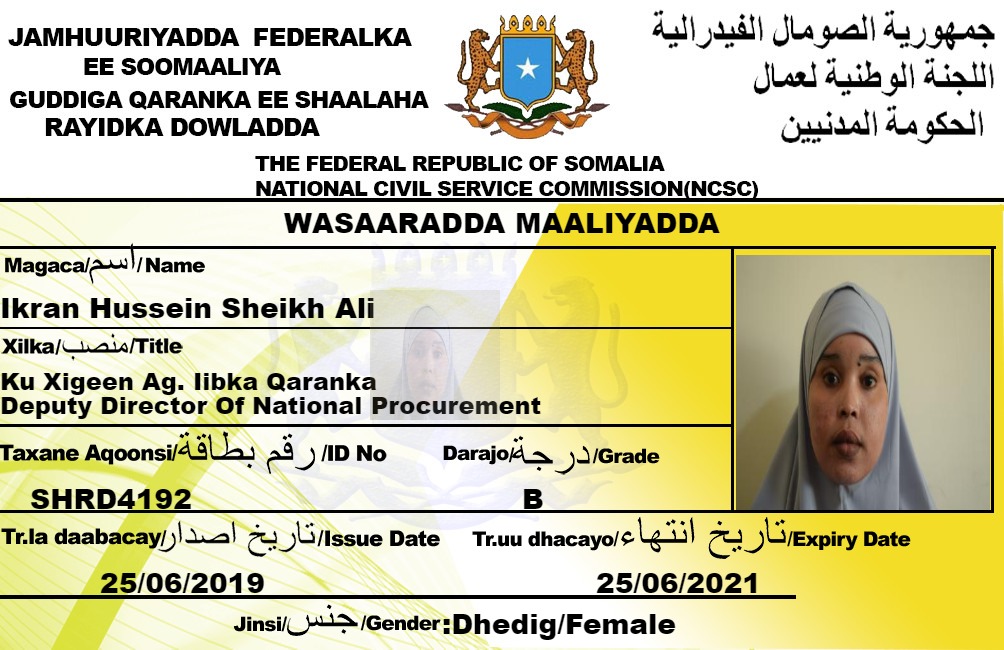 JAMHUURIYADDA FEDERALKA
EE SOOMAALIYA
GUDDIGA QARANKA EE SHAALAHA
RAYIDKA DOWLADDA
جمهورية الصومال الفيدرالية
اللجنة الوطنية لعمال
الحكومة المدنيين
THE FEDERAL REPUBLIC OF SOMALIA
NATIONAL CIVIL SERVICE COMMISSION(NCSC)
WASAARADDA MAALIYADDA
Magaca/اسم/Name
Ikran Hussein Sheikh Ali
Xilka/منصب/Title
Ku Xigeen Ag. Iibka Qaranka
Deputy Director Of National Procurement
Taxane Aqoonsi/رقم بطاقة/ID No
Darajo/درجة/Grade
SHRD4192
B
Tr.la daabacay/تاريخ اصدار/Issue Date
Tr.uu dhacayo/تاريخ انتهاء/Expiry Date
25/06/2019
25/06/2021
Jinsi/جنس/Gender:Dhedig/Female